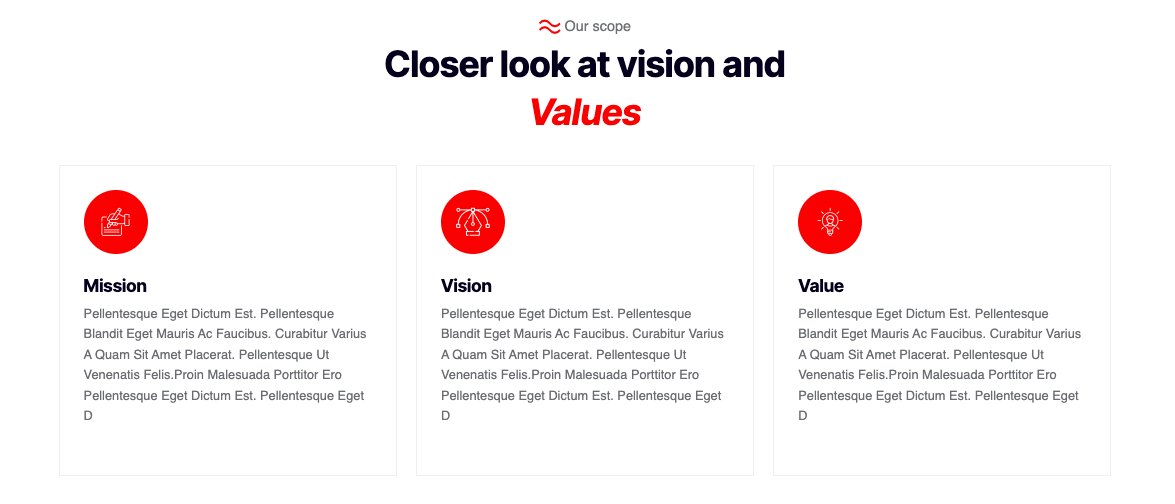 Our scope
Closer look at vision and
Values
Mission
Pellentesque Eget Dictum Est. Pellentesque
Blandit Eget Mauris Ac Faucibus. Curabitur Varius
A Quam Sit Amet Placerat. Pellentesque Ut
Venenatis Felis.Proin Malesuada Porttitor Ero
Pellentesque Eget Dictum Est. Pellentesque Eget
D
Vision
Pellentesque Eget Dictum Est. Pellentesque
Blandit Eget Mauris Ac Faucibus. Curabitur Varius
A Quam Sit Amet Placerat. Pellentesque Ut
Venenatis Felis.Proin Malesuada Porttitor Ero
Pellentesque Eget Dictum Est. Pellentesque Eget
D
Value
Pellentesque Eget Dictum Est. Pellentesque
Blandit Eget Mauris Ac Faucibus. Curabitur Varius
A Quam Sit Amet Placerat. Pellentesque Ut
Venenatis Felis.Proin Malesuada Porttitor Ero
Pellentesque Eget Dictum Est. Pellentesque Eget
D